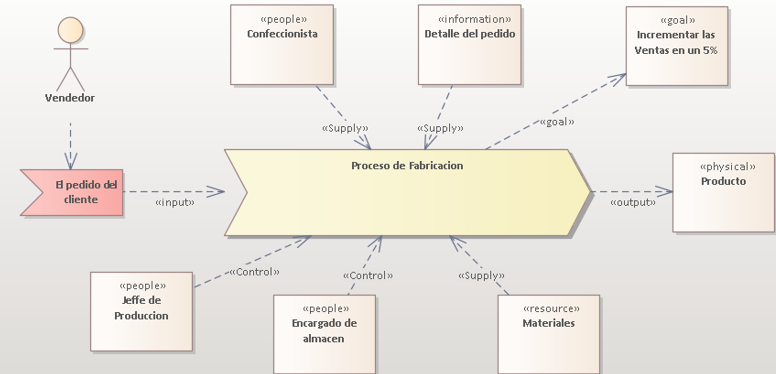 «people»
Confeccionista
«information»
Detalle del pedido
«goal»
Incrementar las
Ventas en un 5%
Vendedor
«Supply»
«Supply»
«goal»
El pedido del
cliente
«input»
Proceso de Fabricacion
«output»
«physical»
Producto
«Control»
«Control»
«Supply»
«people»
Jeffe de
Produccion
«people»
Encargado de
almacen
«resource»
Materiales